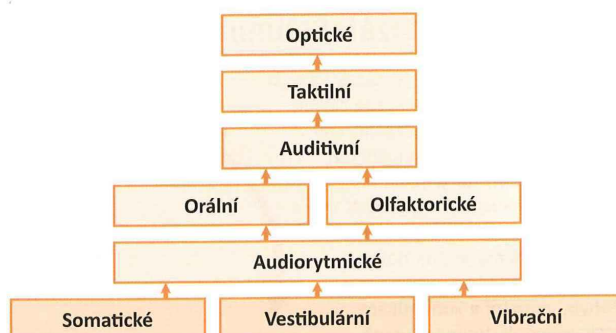 Optické
Taktilní
Auditivní
Orální
Olfaktorické
Audiorytmické
Somatické
Vestibulární
Vibrační